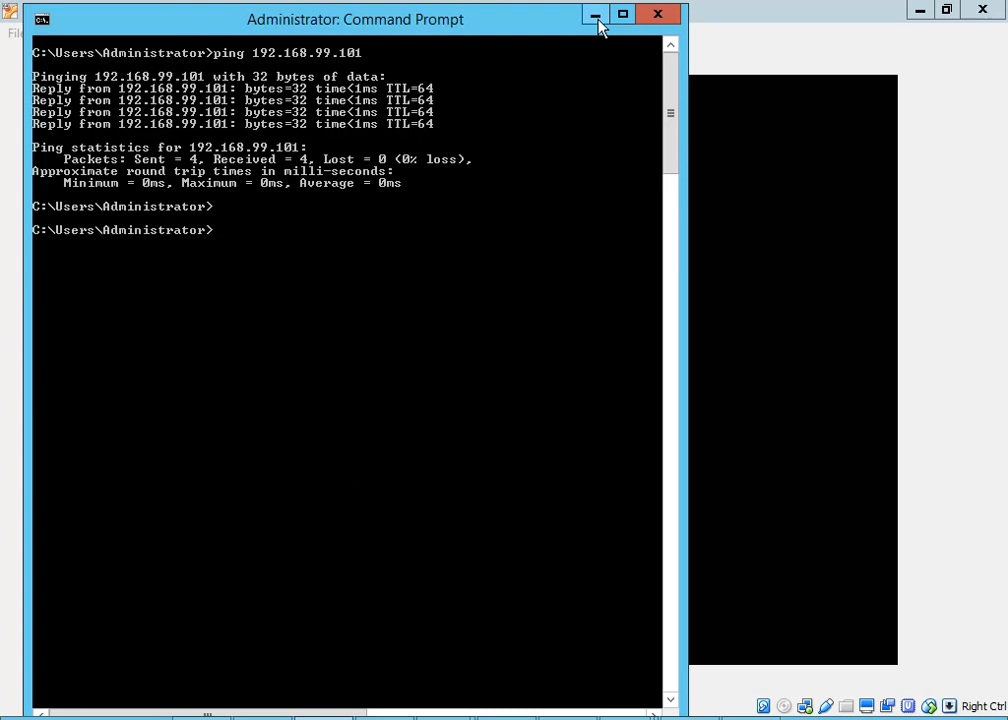 Administrator: Command Prompt
Fil
C:\Users\Administrator>ping 192.168.99.101
Pinging 192.168.99.101 with 32 bytes of data:
Reply from 192.168.99.101: bytes=32 time<1ms TTL=64
Reply from 192.168.99.101: bytes=32 time<1ms TTL=64
Reply from 192.168.99.101: bytes=32 time<1ms TTL=64
Reply from 192.168.99.101: bytes=32 time<1ms TTL=64
Ping statistics for 192.168.99.101:
Packets: Sent = 4, Received = 4, Lost = 0 (0% loss),
Approximate round trip times in milli-seconds:
Minimum = 0ms, Maximum = 0ms, Average = 0ms
C:\Users\Administrator>
C:\Users\Administrator>
Right Ctrl